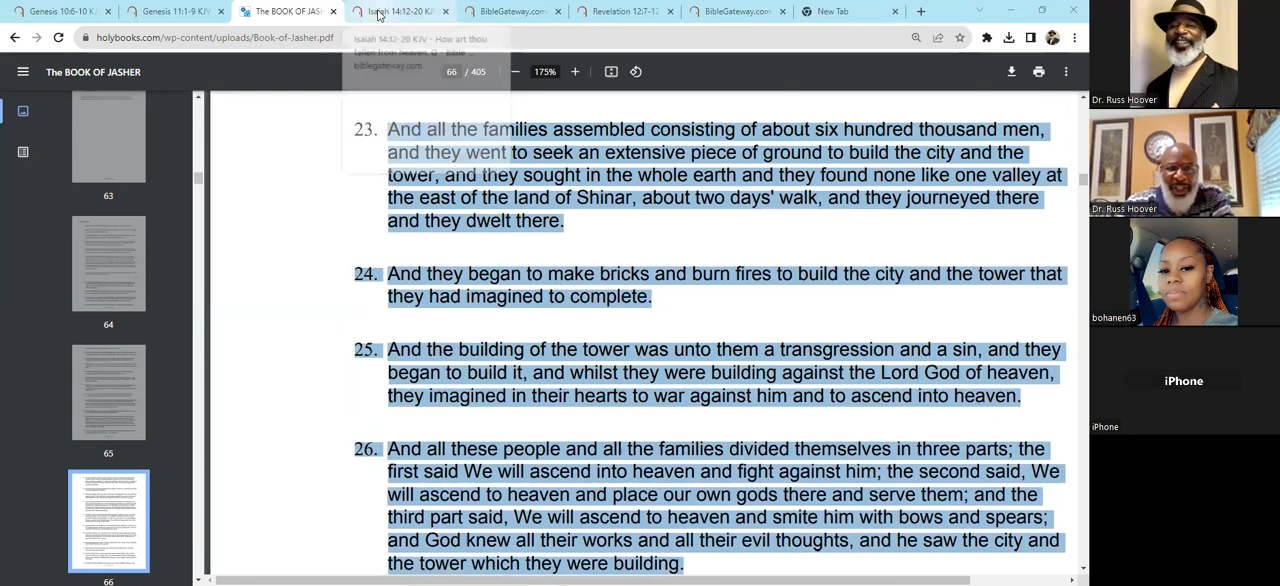 Genesis 10:6-10 KJ
Genesis 11:1-9 KJV
The BOOK OF JASH
Isaiah 14:12-20 KJ
BibleGateway.com
Revelation 12:7-12
BibleGateway.com
New Tab
holybooks.com/wp-content/uploads/Book-of-Jasher.pdf
Isaiah 14:12-20 KJV - How art thou
fallen from heaven, O - Bible
biblegateway.com
The BOOK OF JASHER
66 / 405
175%
63
64
65
66
23. And all the families assembled consisting of about six hundred thousand men,
and they went to seek an extensive piece of ground to build the city and the
tower, and they sought in the whole earth and they found none like one valley at
the east of the land of Shinar, about two days' walk, and they journeyed there
and they dwelt there.
24. And they began to make bricks and burn fires to build the city and the tower that
they had imagined to complete.
25. And the building of the tower was unto them a transgression and a sin, and they
began to build it, and whilst they were building against the Lord God of heaven,
they imagined in their hearts to war against him and to ascend into heaven.
26. And all these people and all the families divided themselves in three parts; the
first said We will ascend into heaven and fight against him; the second said, We
will ascend to heaven and place our own gods there and serve them; and the
third part said, We will ascend to heaven and smite him with bows and spears;
and God knew all their works and all their evil thoughts, and he saw the city and
the tower which they were building.
Dr. Russ Hoover
Dr. Russ Hoover
bohanen63
iPhone
iPhone